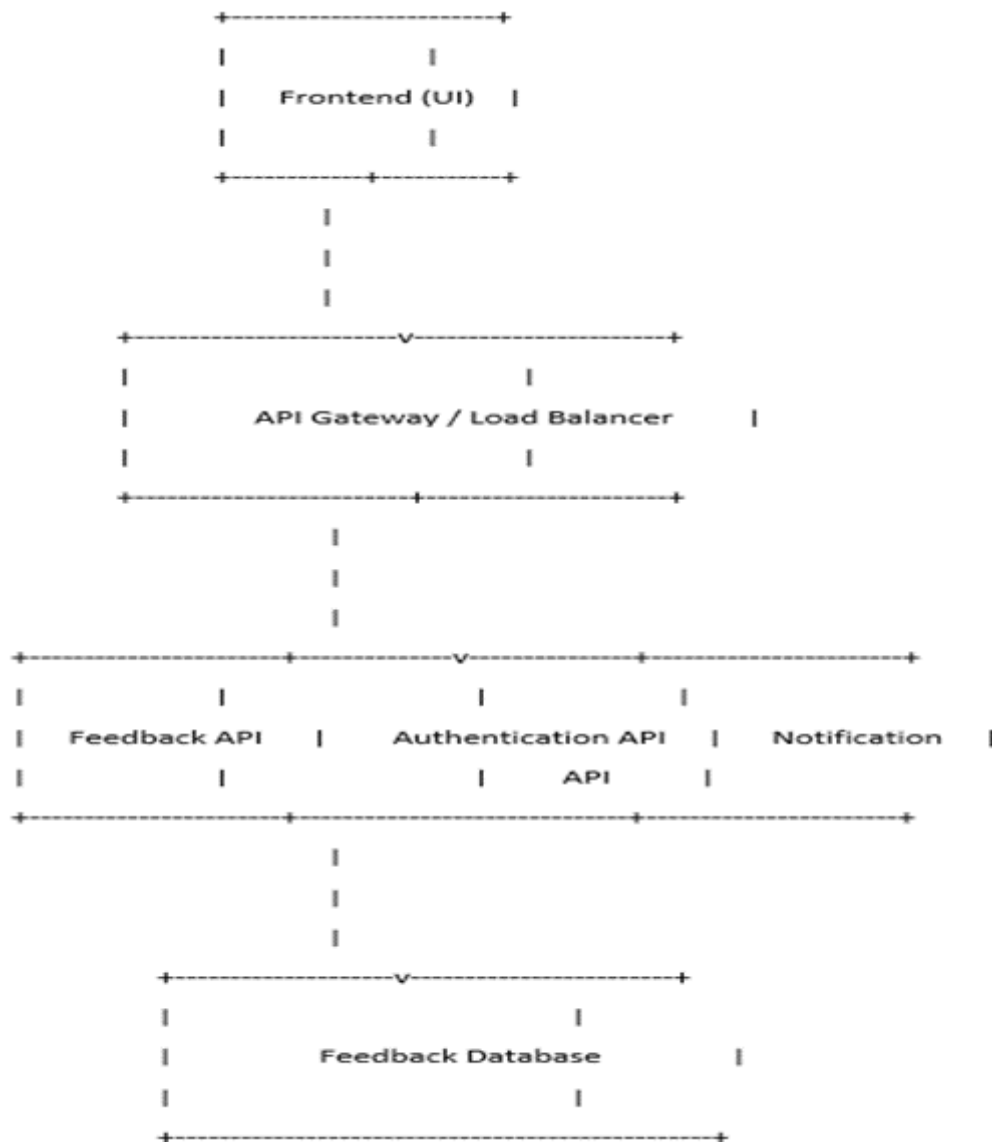 Frontend (UI)
API Gateway / Load Balancer
Feedback API | Authentication API | Notification
API
Feedback Database